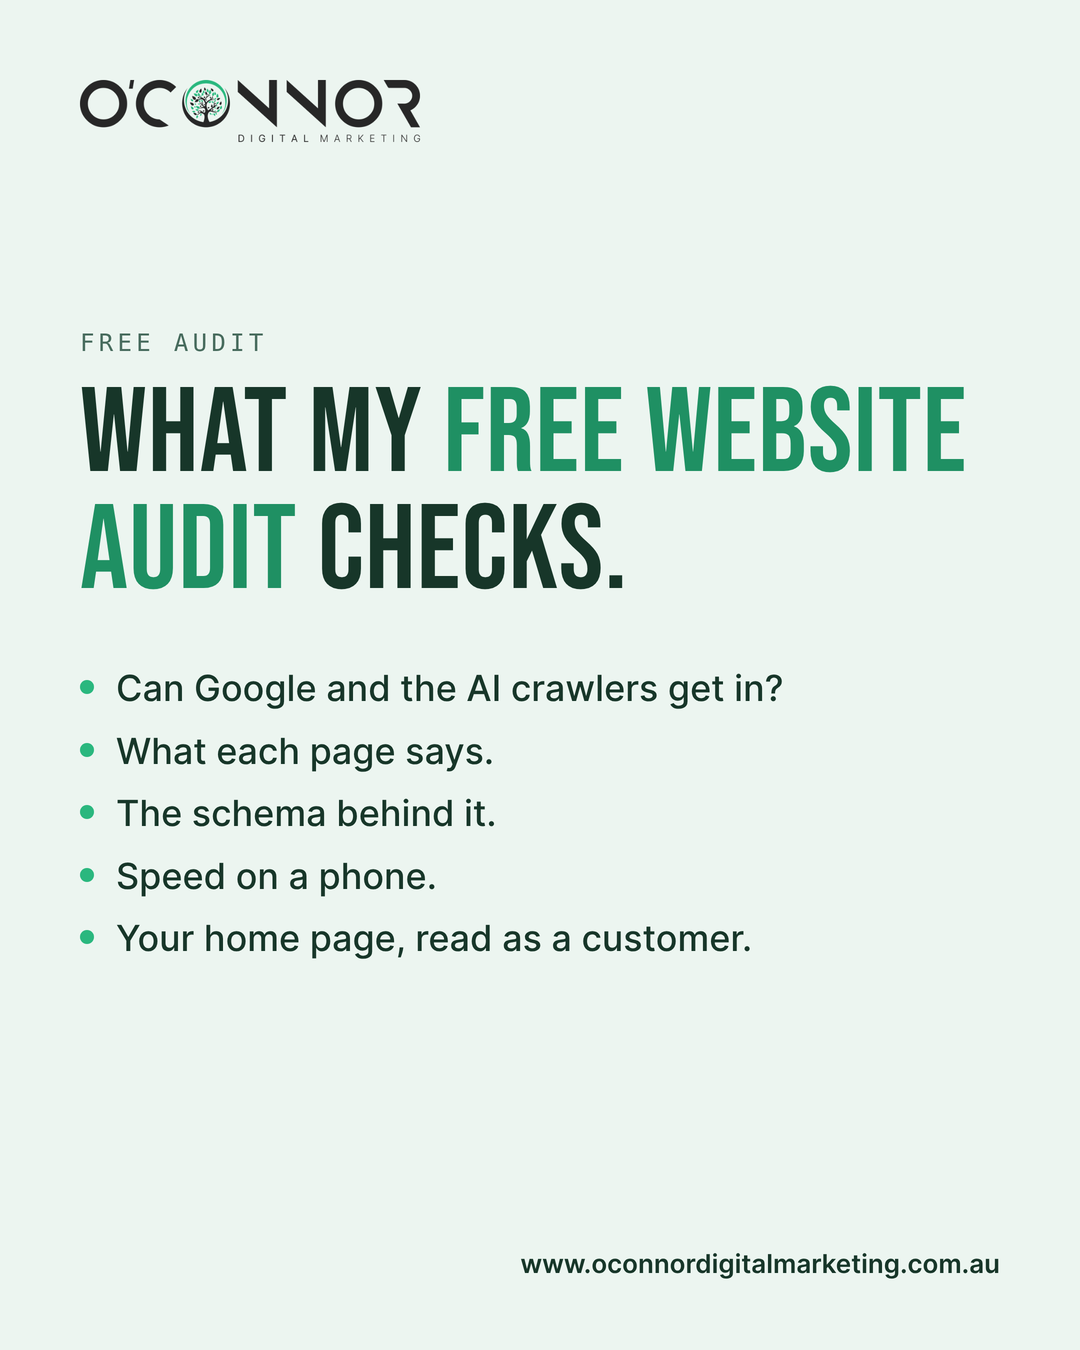 O'CONNOR
DIGITAL MARKETING
FREE AUDIT
WHAT MY FREE WEBSITE
AUDIT CHECKS.
Can Google and the AI crawlers get in?
What each page says.
The schema behind it.
Speed on a phone.
Your home page, read as a customer.
www.oconnordigitalmarketing.com.au